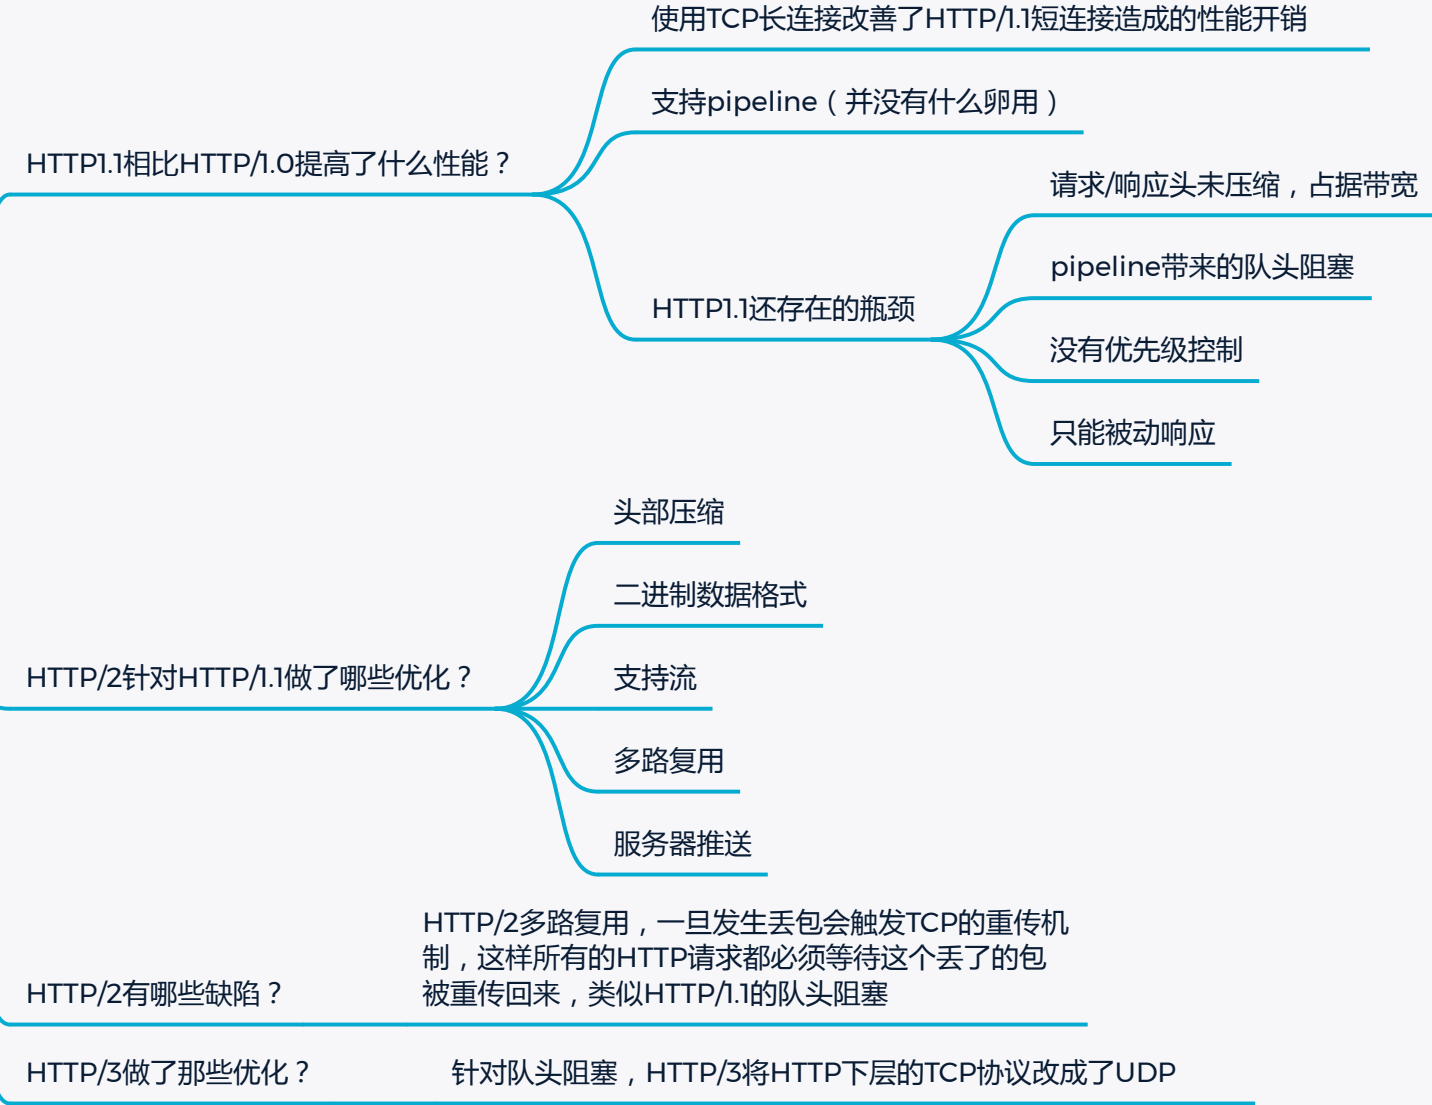 使用TCP长连接改善了HTTP/1.1短连接造成的性能开销
支持pipeline（并没有什么卵用）
HTTP1.1相比HTTP/1.0提高了什么性能？
请求/响应头未压缩，占据带宽
pipeline带来的队头阻塞
HTTP1.1还存在的瓶颈
没有优先级控制
只能被动响应
头部压缩
二进制数据格式
HTTP/2针对HTTP/1.1做了哪些优化？
支持流
多路复用
服务器推送
HTTP/2多路复用，一旦发生丢包会触发TCP的重传机
制，这样所有的HTTP请求都必须等待这个丢了的包
被重传回来，类似HTTP/1.1的队头阻塞
HTTP/2有哪些缺陷？
HTTP/3做了那些优化？
针对队头阻塞，HTTP/3将HTTP下层的TCP协议改成了UDP